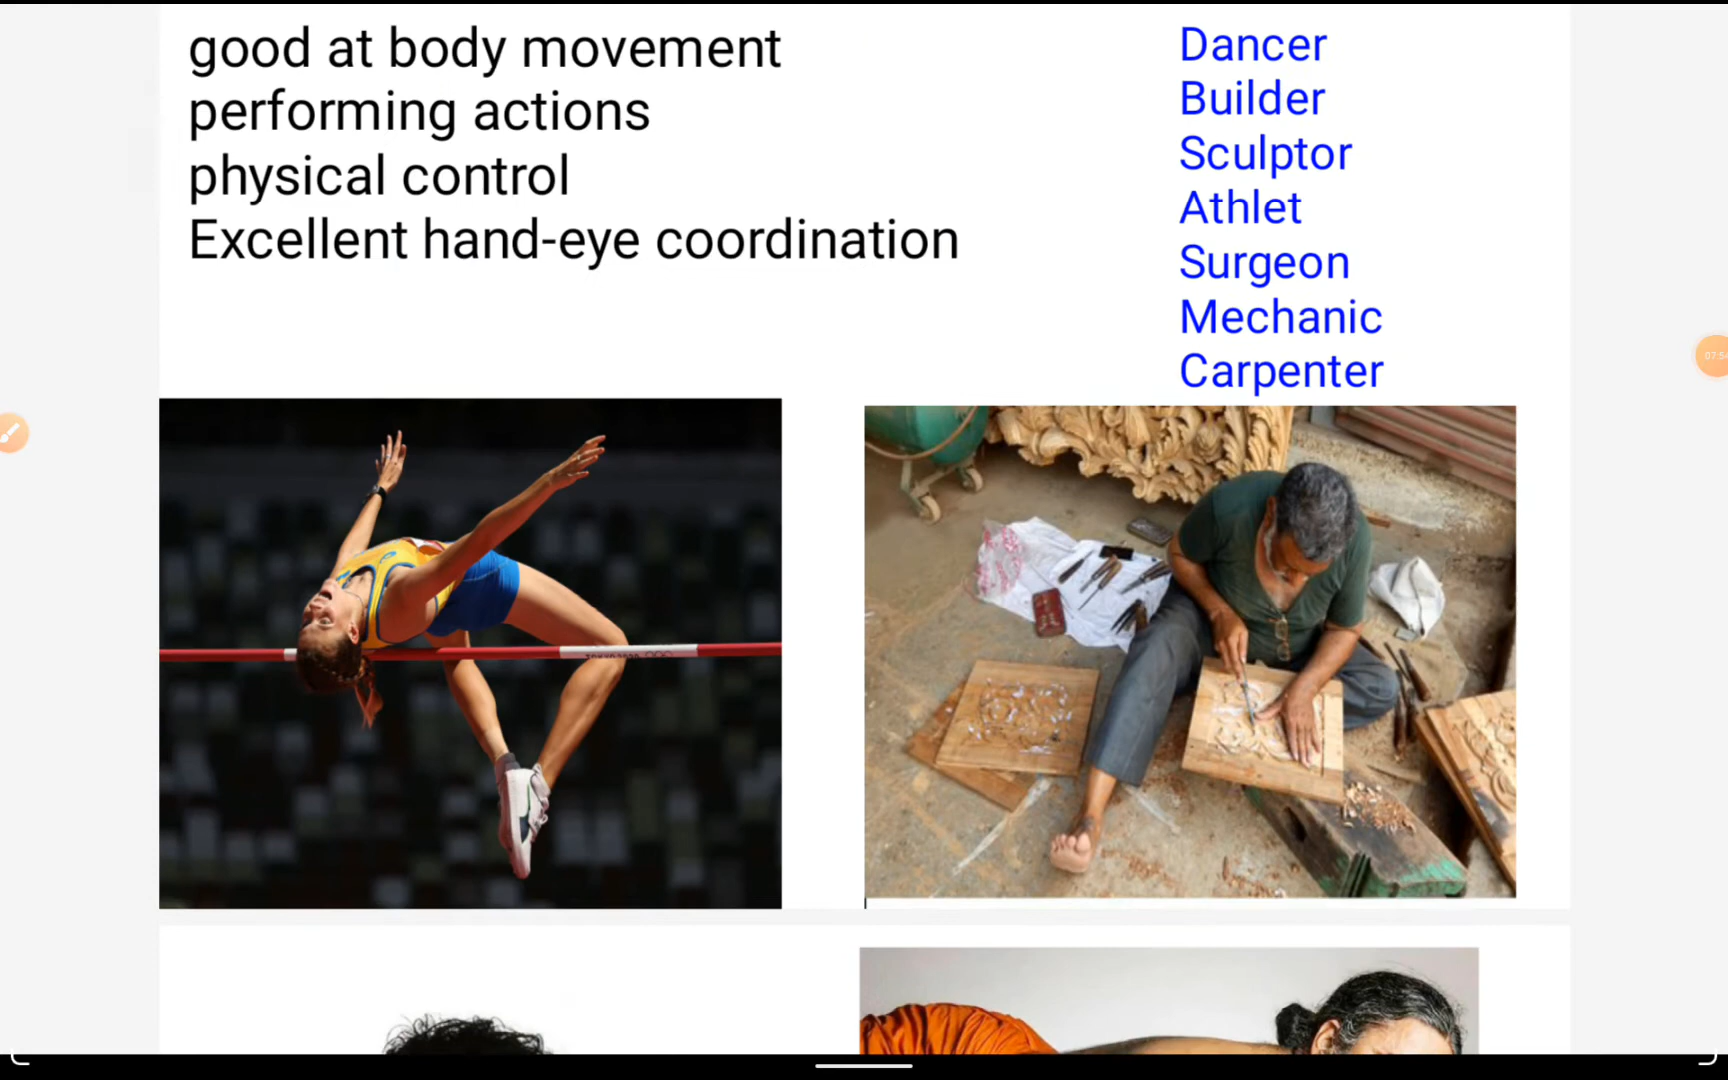 good at body movement
performing actions
physical control
Excellent hand-eye coordination
Dancer
Builder
Sculptor
Athlet
Surgeon
Mechanic
Carpenter